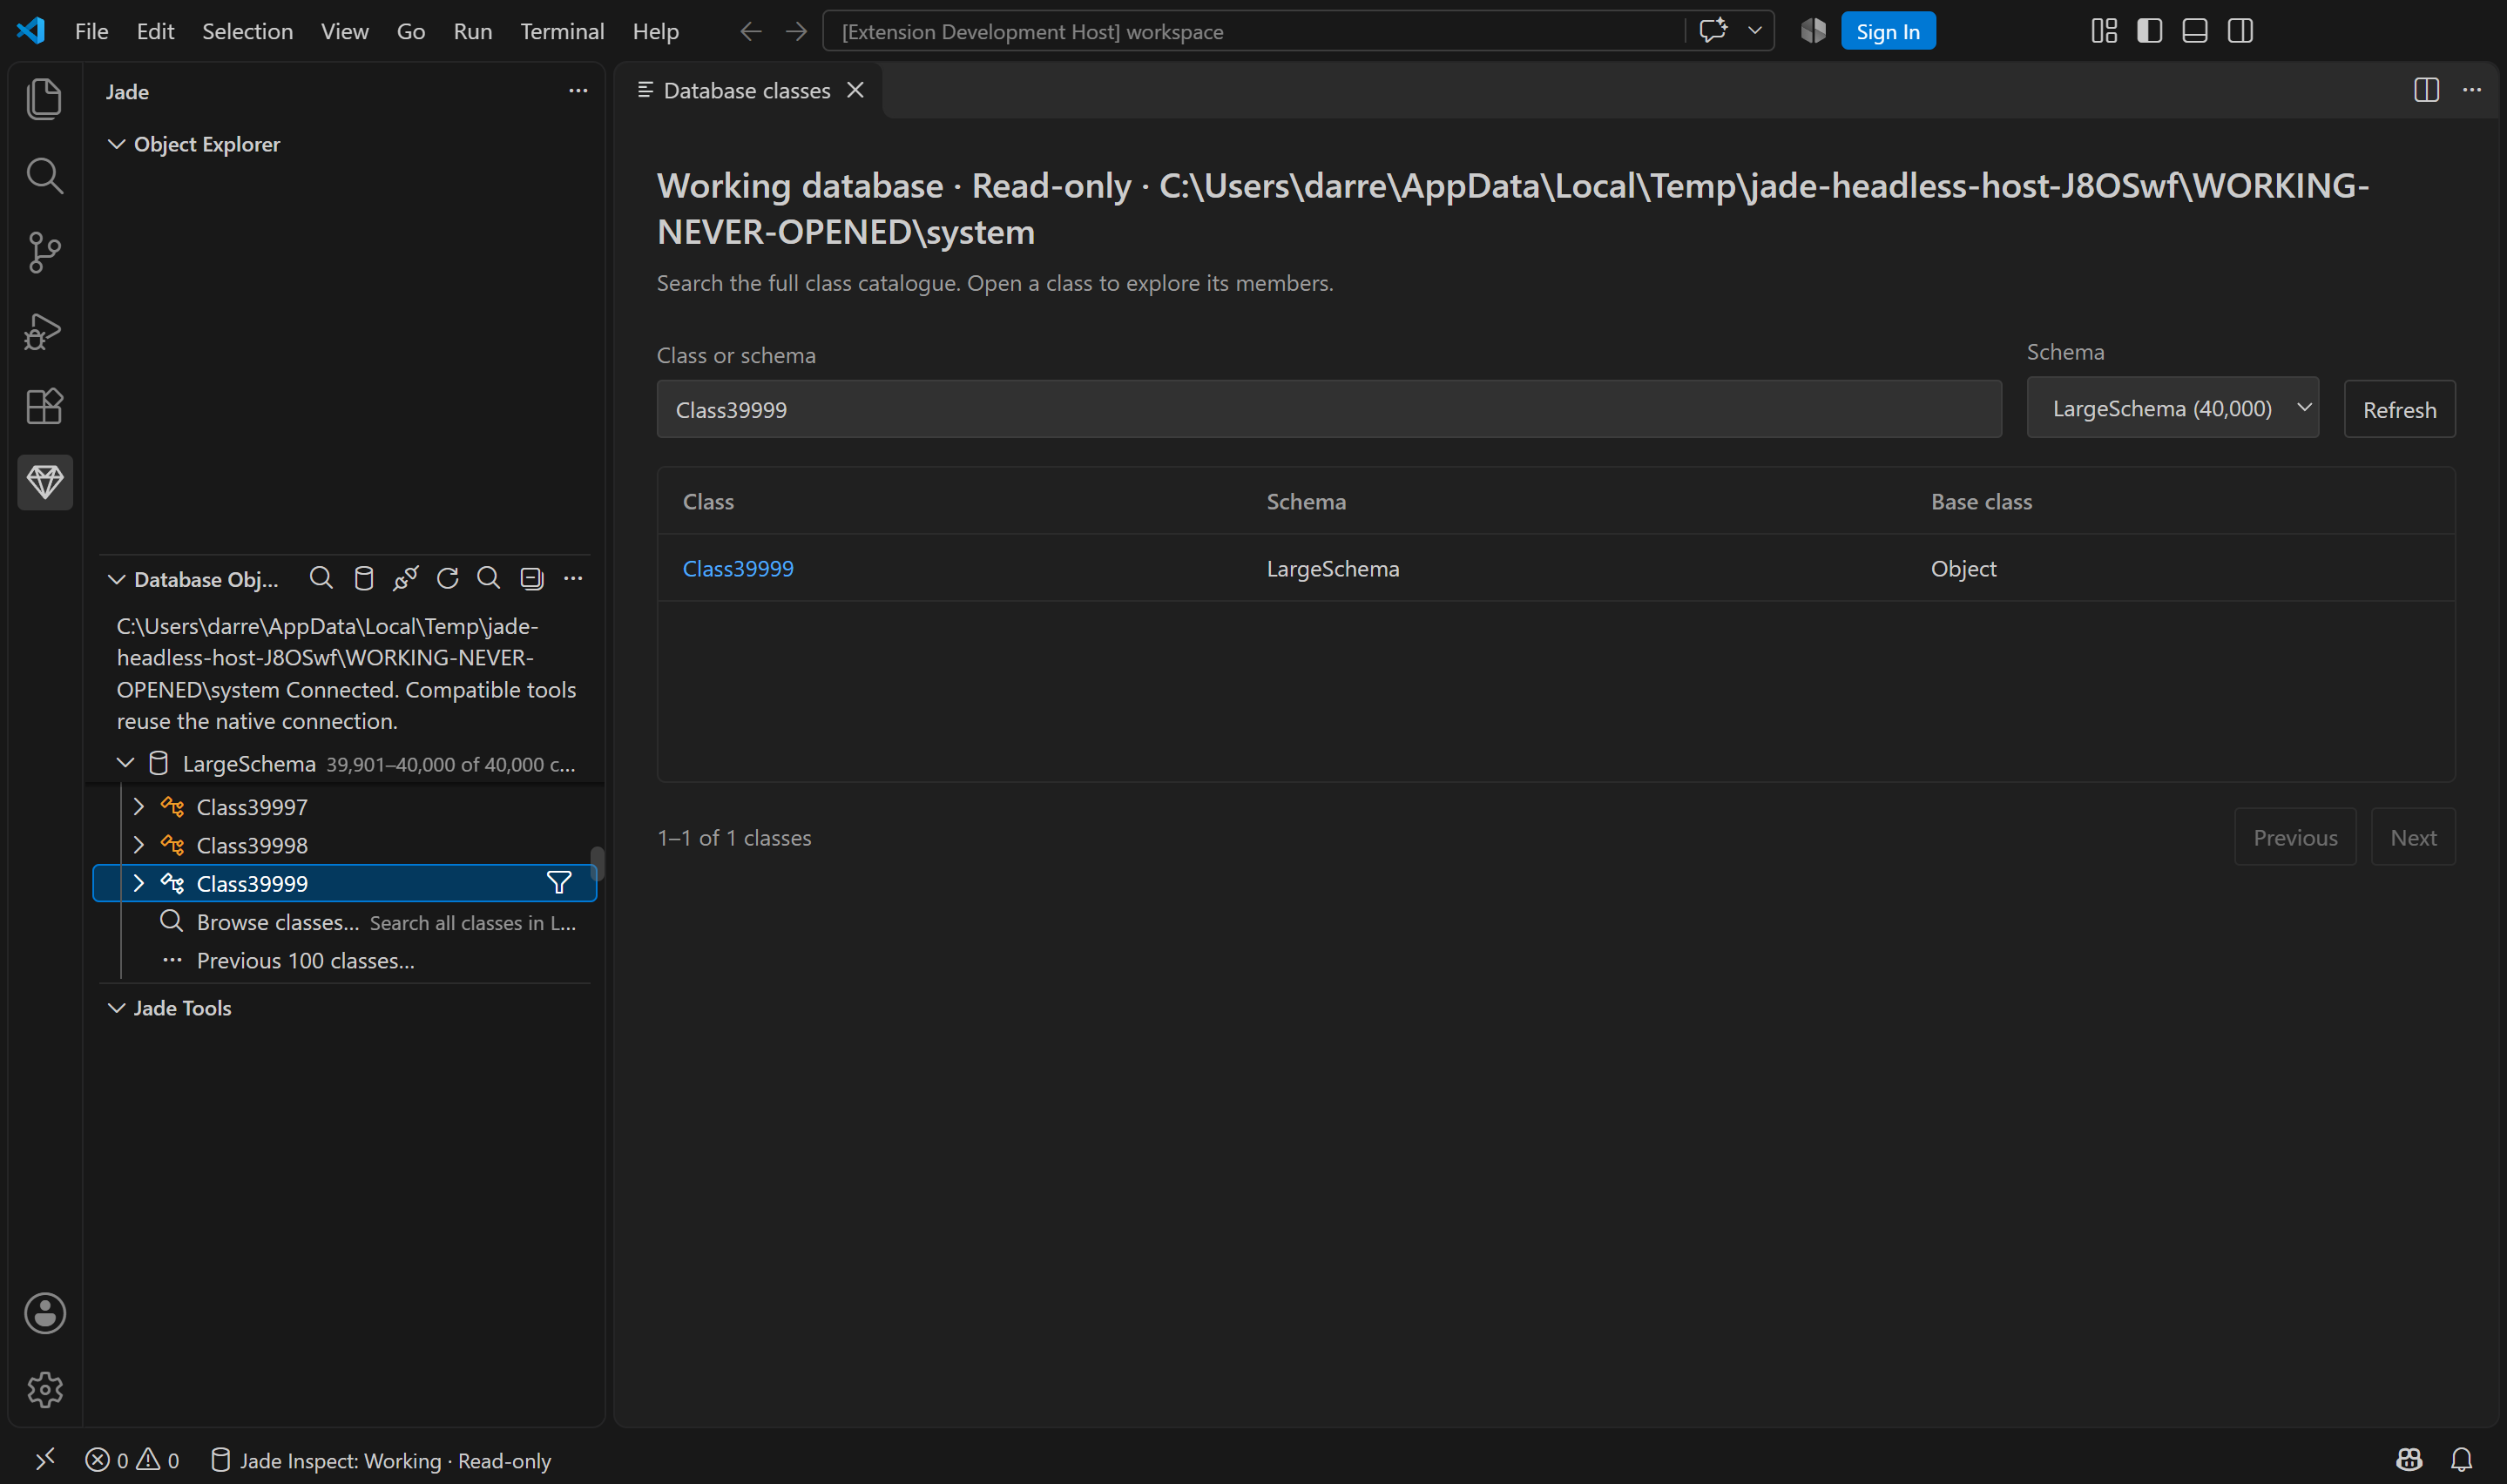 File Edit Selection View Go Run Terminal Help
[Extension Development Host] workspace
Sign In
Jade
Object Explorer
Database Obj...
C:\Users\darre\AppData\Local\Temp\jade-
headless-host-J8OSwf\WORKING-NEVER-
OPENED\system Connected. Compatible tools
reuse the native connection.
LargeSchema 39,901–40,000 of 40,000 c...
Class39997
Class39998
Class39999
Browse classes... Search all classes in L...
Previous 100 classes...
Jade Tools
Database classes
Working database · Read-only · C:\Users\darre\AppData\Local\Temp\jade-headless-host-J8OSwf\WORKING-
NEVER-OPENED\system
Search the full class catalogue. Open a class to explore its members.
Class or schema
Schema
Class39999
LargeSchema (40,000)
Refresh
Class Schema Base class
Class39999 LargeSchema Object
1–1 of 1 classes
Previous Next
0 0 Jade Inspect: Working · Read-only